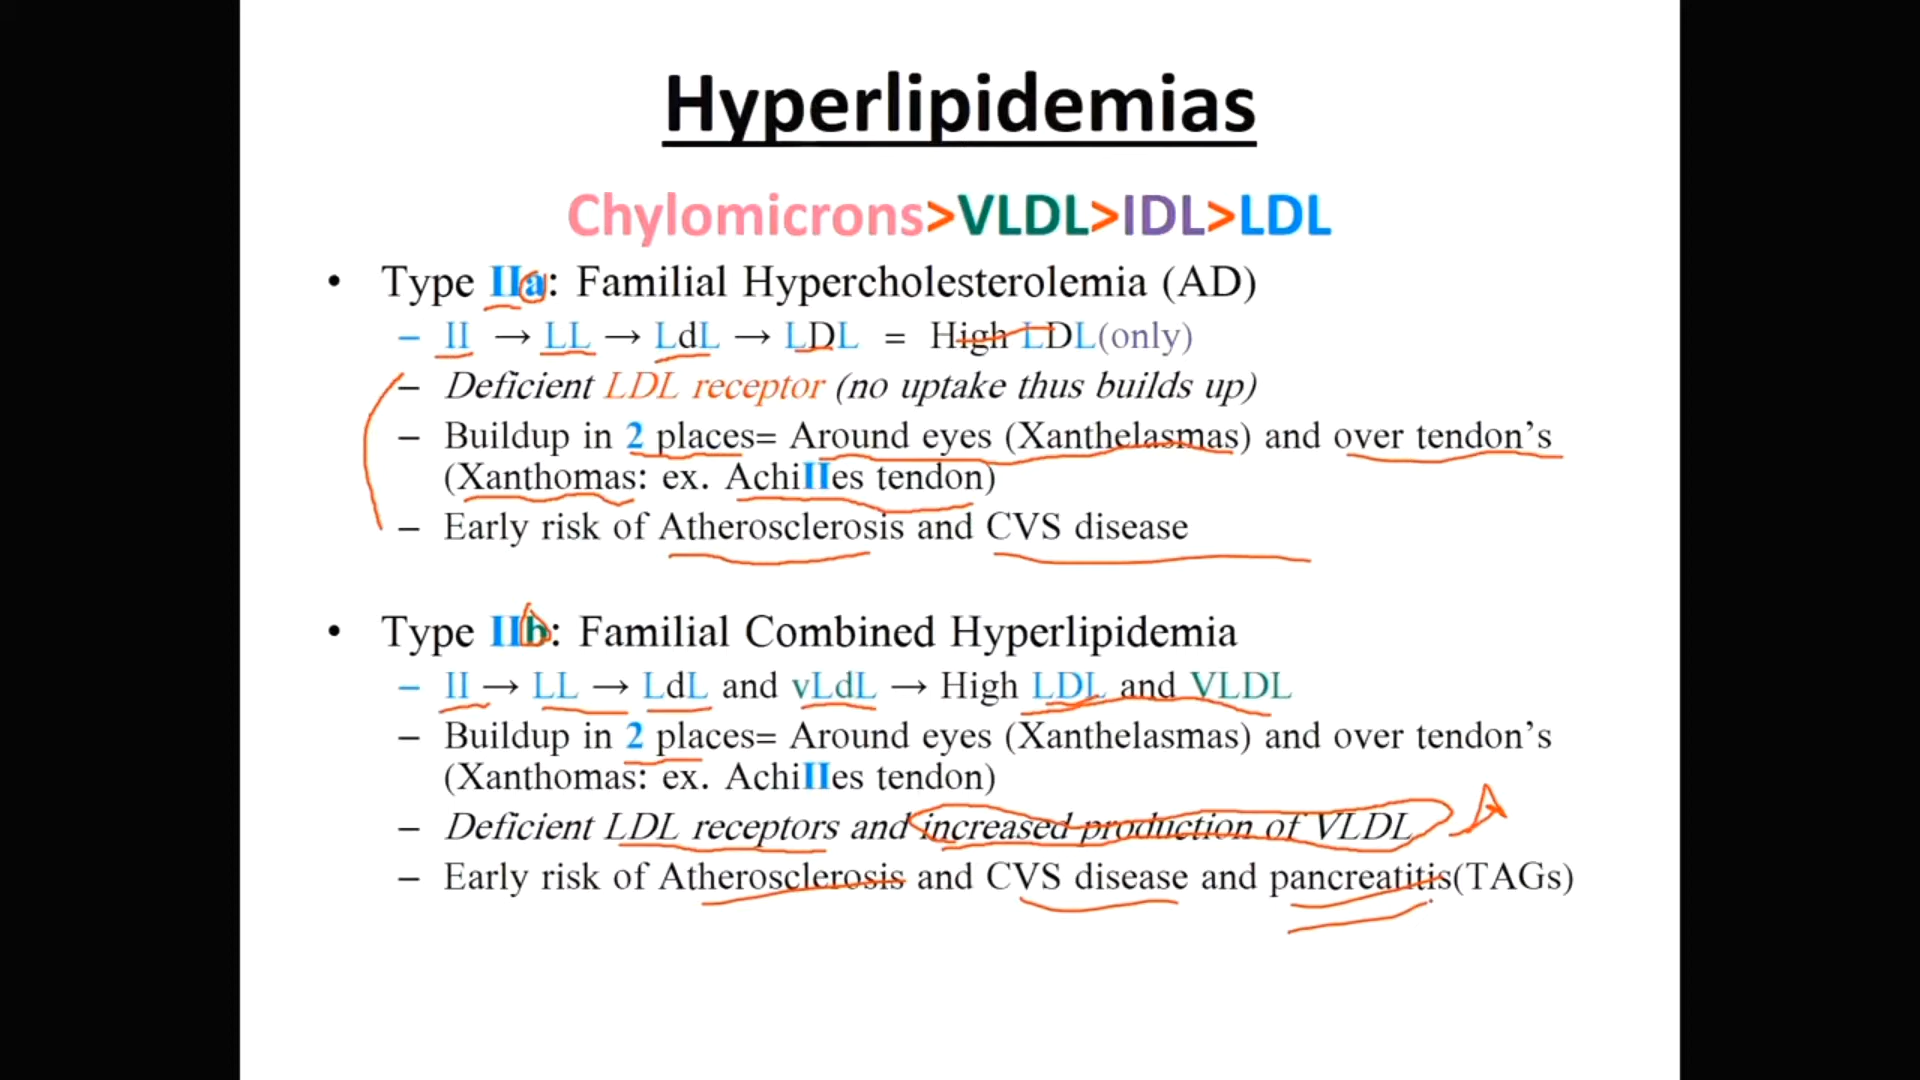 Hyperlipidemias
Chylomicrons>VLDL>IDL>LDL
• Type IIa: Familial Hypercholesterolemia (AD)
– II → LL → LdL → LDL = High LDL(only)
– Deficient LDL receptor (no uptake thus builds up)
– Buildup in 2 places= Around eyes (Xanthelasmas) and over tendon's
(Xanthomas: ex. AchiIIes tendon)
– Early risk of Atherosclerosis and CVS disease
• Type IIb: Familial Combined Hyperlipidemia
– II → LL → LdL and vLdL → High LDL and VLDL
– Buildup in 2 places= Around eyes (Xanthelasmas) and over tendon's
(Xanthomas: ex. AchiIIes tendon)
– Deficient LDL receptors and increased production of VLDL
– Early risk of Atherosclerosis and CVS disease and pancreatitis(TAGs)